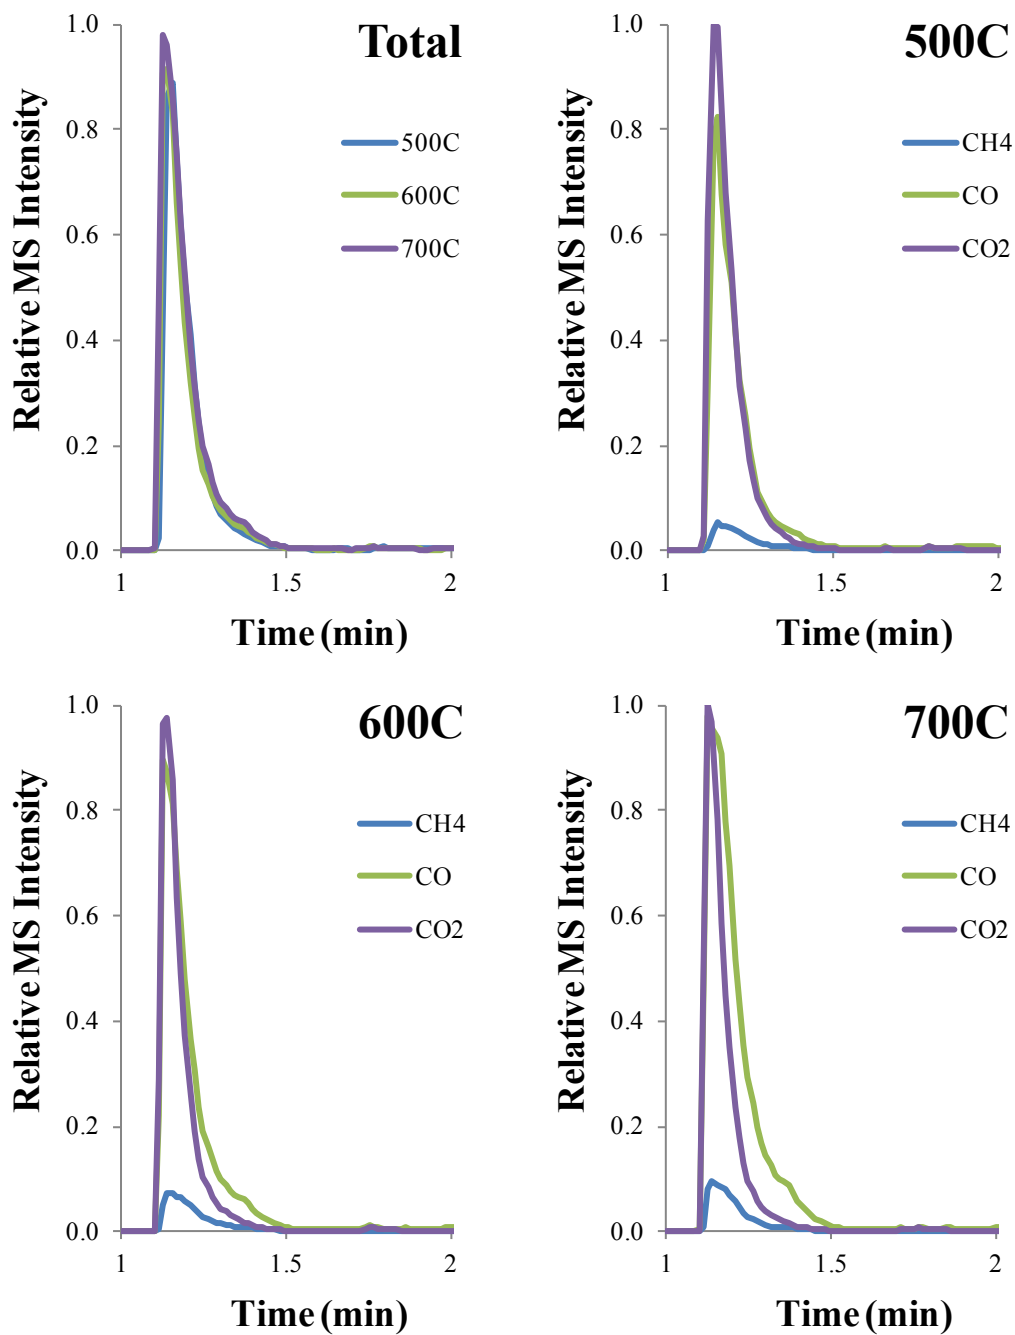 Total
Relative MS Intensity
1.0
0.8
0.6
0.4
0.2
0.0
500C
600C
700C
1
1.5
2
Time (min)
500C
Relative MS Intensity
1.0
0.8
0.6
0.4
0.2
0.0
CH4
CO
CO2
1
1.5
2
Time (min)
600C
Relative MS Intensity
1.0
0.8
0.6
0.4
0.2
0.0
CH4
CO
CO2
1
1.5
2
Time (min)
700C
Relative MS Intensity
1.0
0.8
0.6
0.4
0.2
0.0
CH4
CO
CO2
1
1.5
2
Time (min)